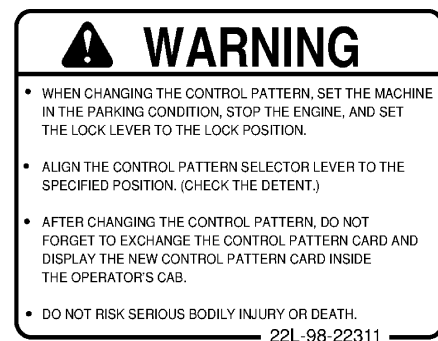 WARNING
• WHEN CHANGING THE CONTROL PATTERN, SET THE MACHINE
IN THE PARKING CONDITION, STOP THE ENGINE, AND SET
THE LOCK LEVER TO THE LOCK POSITION.
• ALIGN THE CONTROL PATTERN SELECTOR LEVER TO THE
SPECIFIED POSITION. (CHECK THE DETENT.)
• AFTER CHANGING THE CONTROL PATTERN, DO NOT
FORGET TO EXCHANGE THE CONTROL PATTERN CARD AND
DISPLAY THE NEW CONTROL PATTERN CARD INSIDE
THE OPERATOR'S CAB.
• DO NOT RISK SERIOUS BODILY INJURY OR DEATH.
22L-98-22311